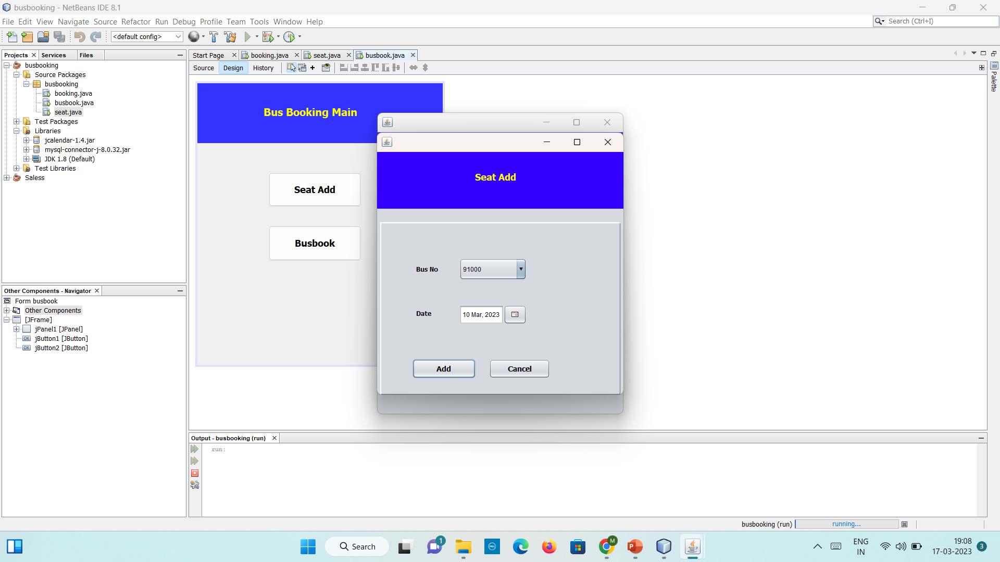 busbooking - NetBeans IDE 8.1
File Edit View Navigate Source Refactor Run Debug Profile Team Tools Window Help
Search (Ctrl+I)
<default config>
Projects Services Files
busbooking
Source Packages
busbooking
booking.java
busbook.java
seat.java
Test Packages
Libraries
jcalendar-1.4.jar
mysql-connector-j-8.0.32.jar
JDK 1.8 (Default)
Test Libraries
Saless
Other Components - Navigator
Form busbook
Other Components
[JFrame]
jPanel1 [JPanel]
OK jButton1 [JButton]
OK jButton2 [JButton]
Start Page booking.java seat.java busbook.java
Source Design History
Palette
Bus Booking Main
Seat Add
Busbook
Seat Add
Bus No 91000
Date 10 Mar, 2023
Add Cancel
Output - busbooking (run)
run:
busbooking (run) running...
Search
1
DELL
M
P
ENG
IN
19:08
17-03-2023
3